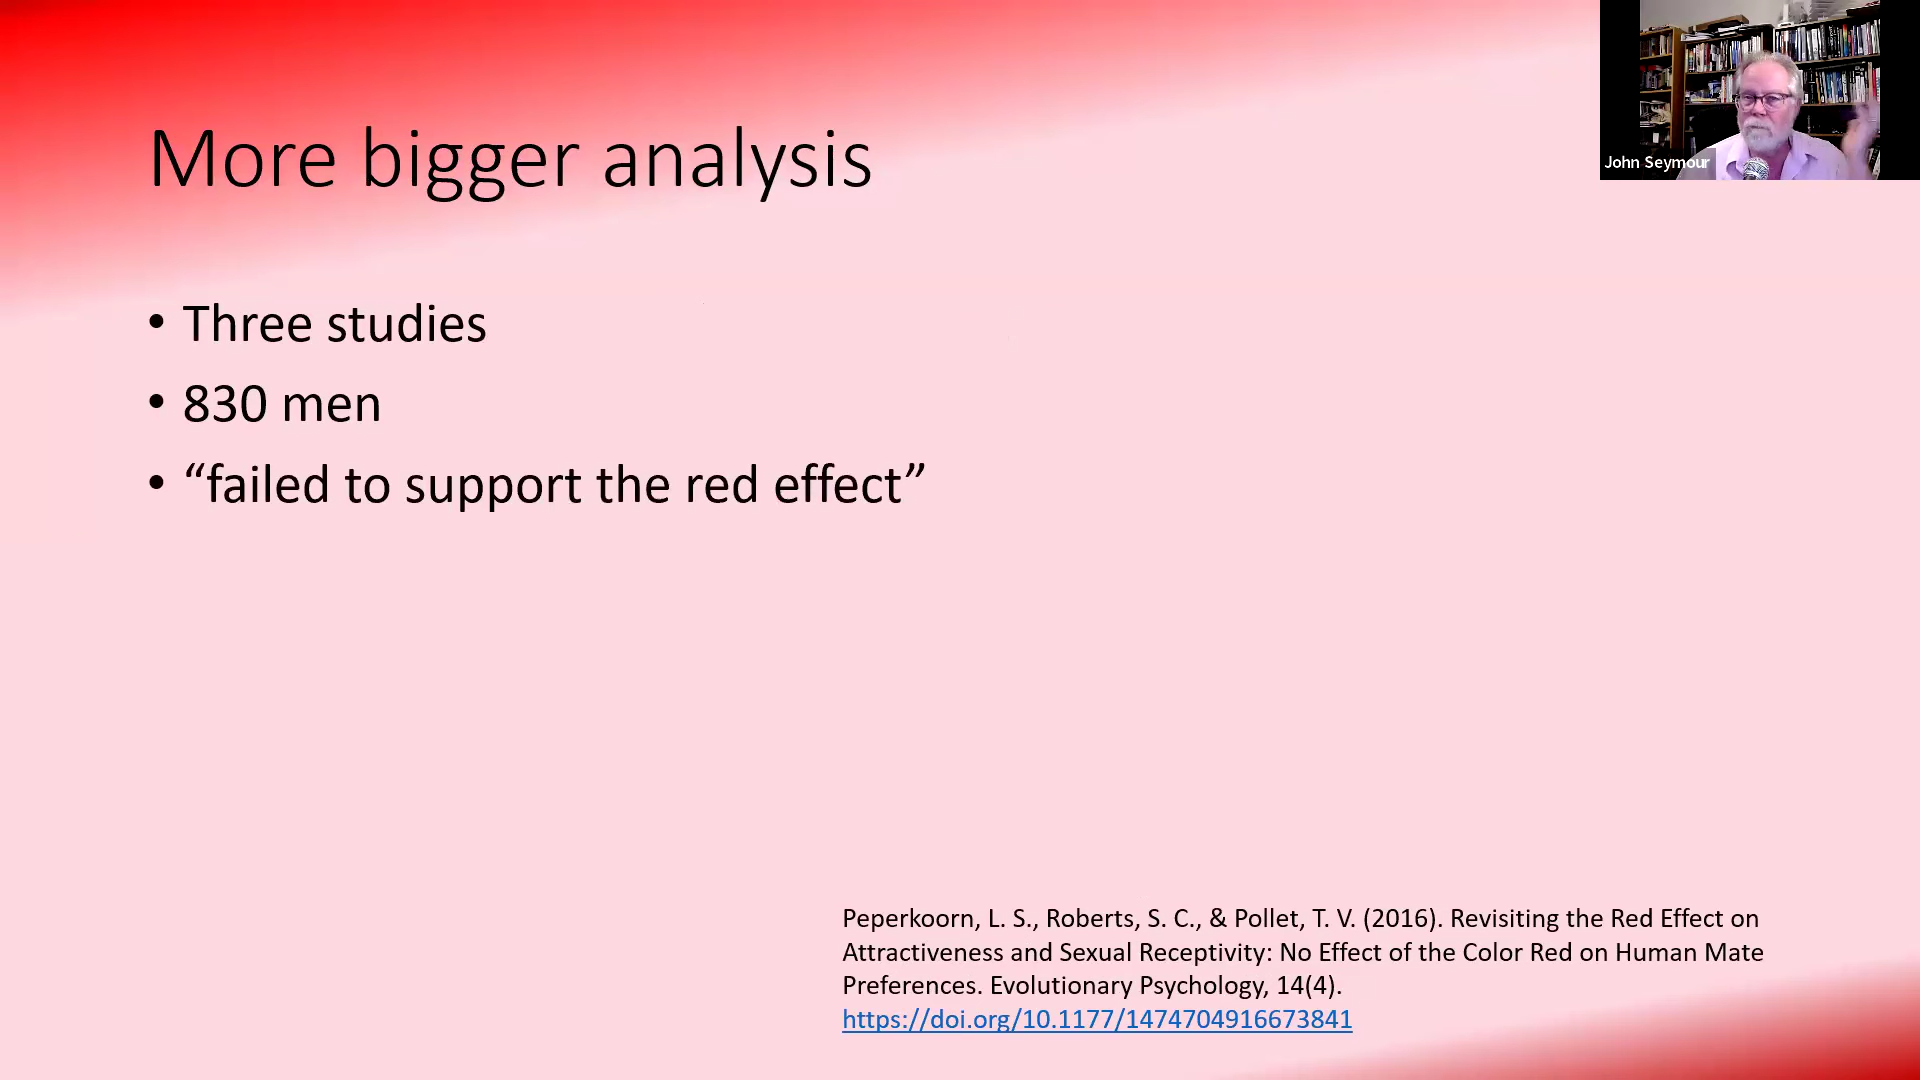 More bigger analysis
• Three studies
• 830 men
• “failed to support the red effect”
Peperkoorn, L. S., Roberts, S. C., & Pollet, T. V. (2016). Revisiting the Red Effect on
Attractiveness and Sexual Receptivity: No Effect of the Color Red on Human Mate
Preferences. Evolutionary Psychology, 14(4).
https://doi.org/10.1177/1474704916673841
John Seymour